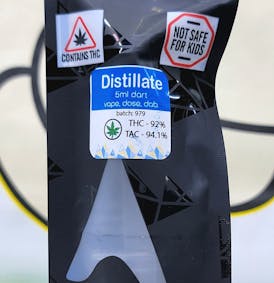 CONTAINS THC
NOT SAFE
FOR KIDS
Distillate
5ml dart
vape, dose, dab
batch: 979
THC - 92%
TAC - 94.1%